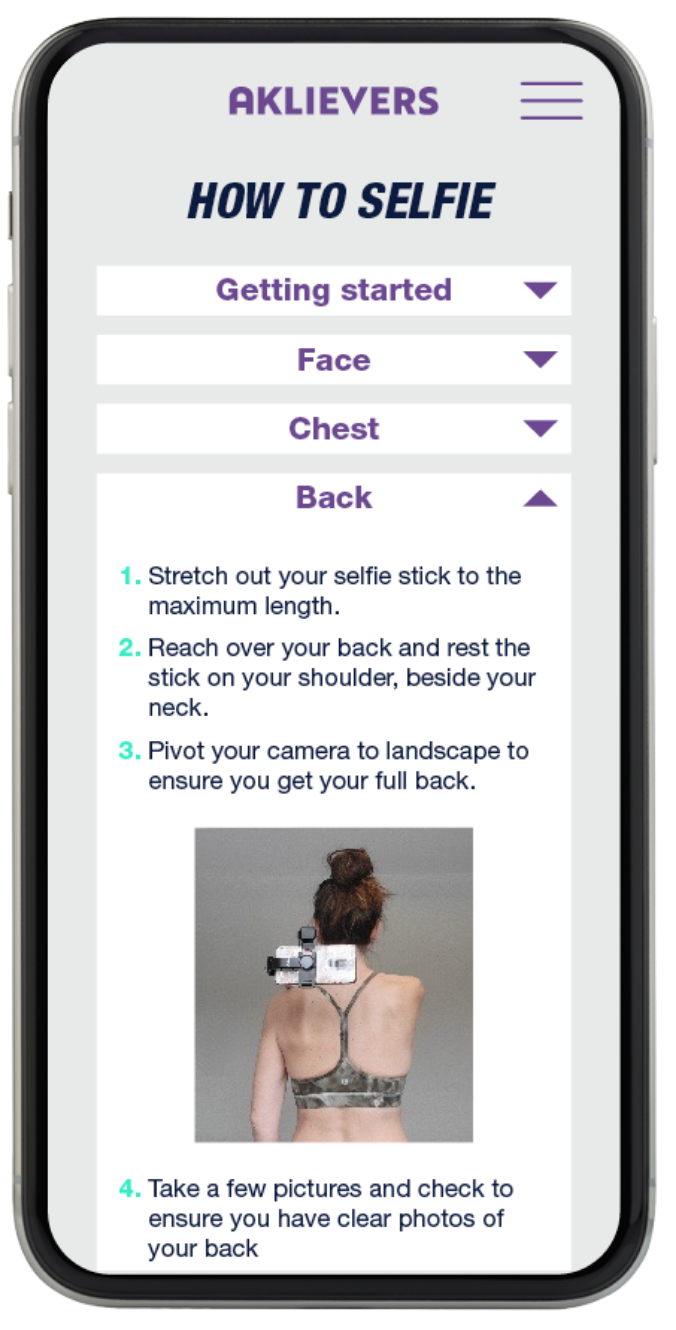 AKLIEVERS
HOW TO SELFIE
Getting started
Face
Chest
Back
1. Stretch out your selfie stick to the
maximum length.
2. Reach over your back and rest the
stick on your shoulder, beside your
neck.
3. Pivot your camera to landscape to
ensure you get your full back.
4. Take a few pictures and check to
ensure you have clear photos of
your back